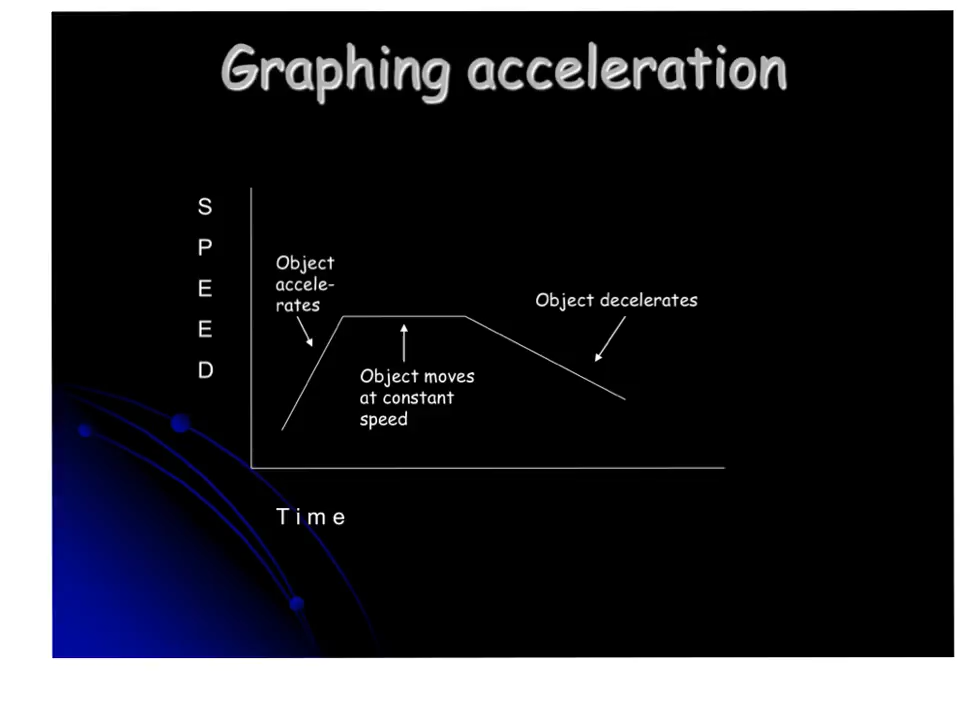 Graphing acceleration
S
P
E
E
D
Object
accele-
rates
Object decelerates
Object moves
at constant
speed
T i m e